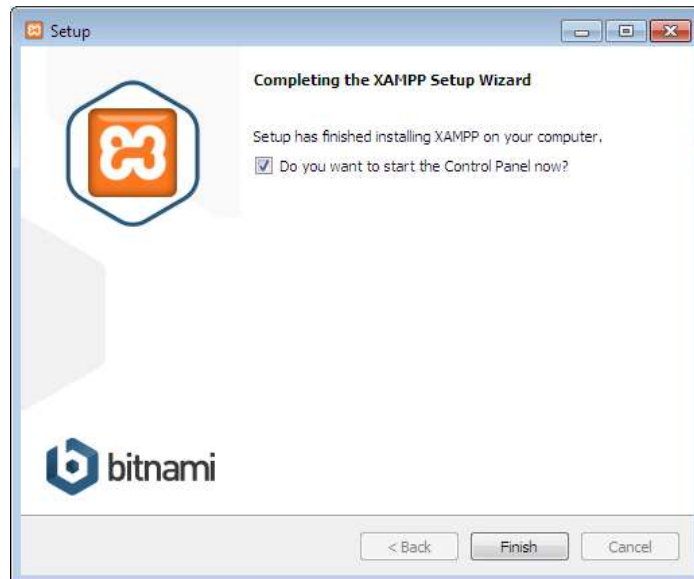 Setup
Completing the XAMPP Setup Wizard
Setup has finished installing XAMPP on your computer.
Do you want to start the Control Panel now?
bitnami
< Back
Finish
Cancel